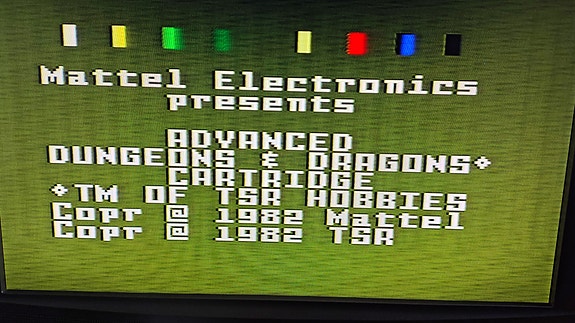 Mattel Electronics
presents
ADVANCED
DUNGEONS & DRAGONS◆
CARTRIDGE
◆TM OF TSR HOBBIES
Copr @ 1982 Mattel
Copr @ 1982 TSR